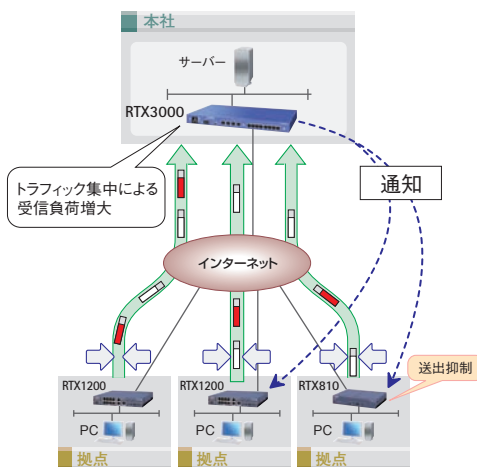 本社
サーバー
RTX3000
トラフィック集中による
受信負荷増大
通知
インターネット
送出抑制
RTX1200
RTX1200
RTX810
PC
PC
PC
拠点
拠点
拠点